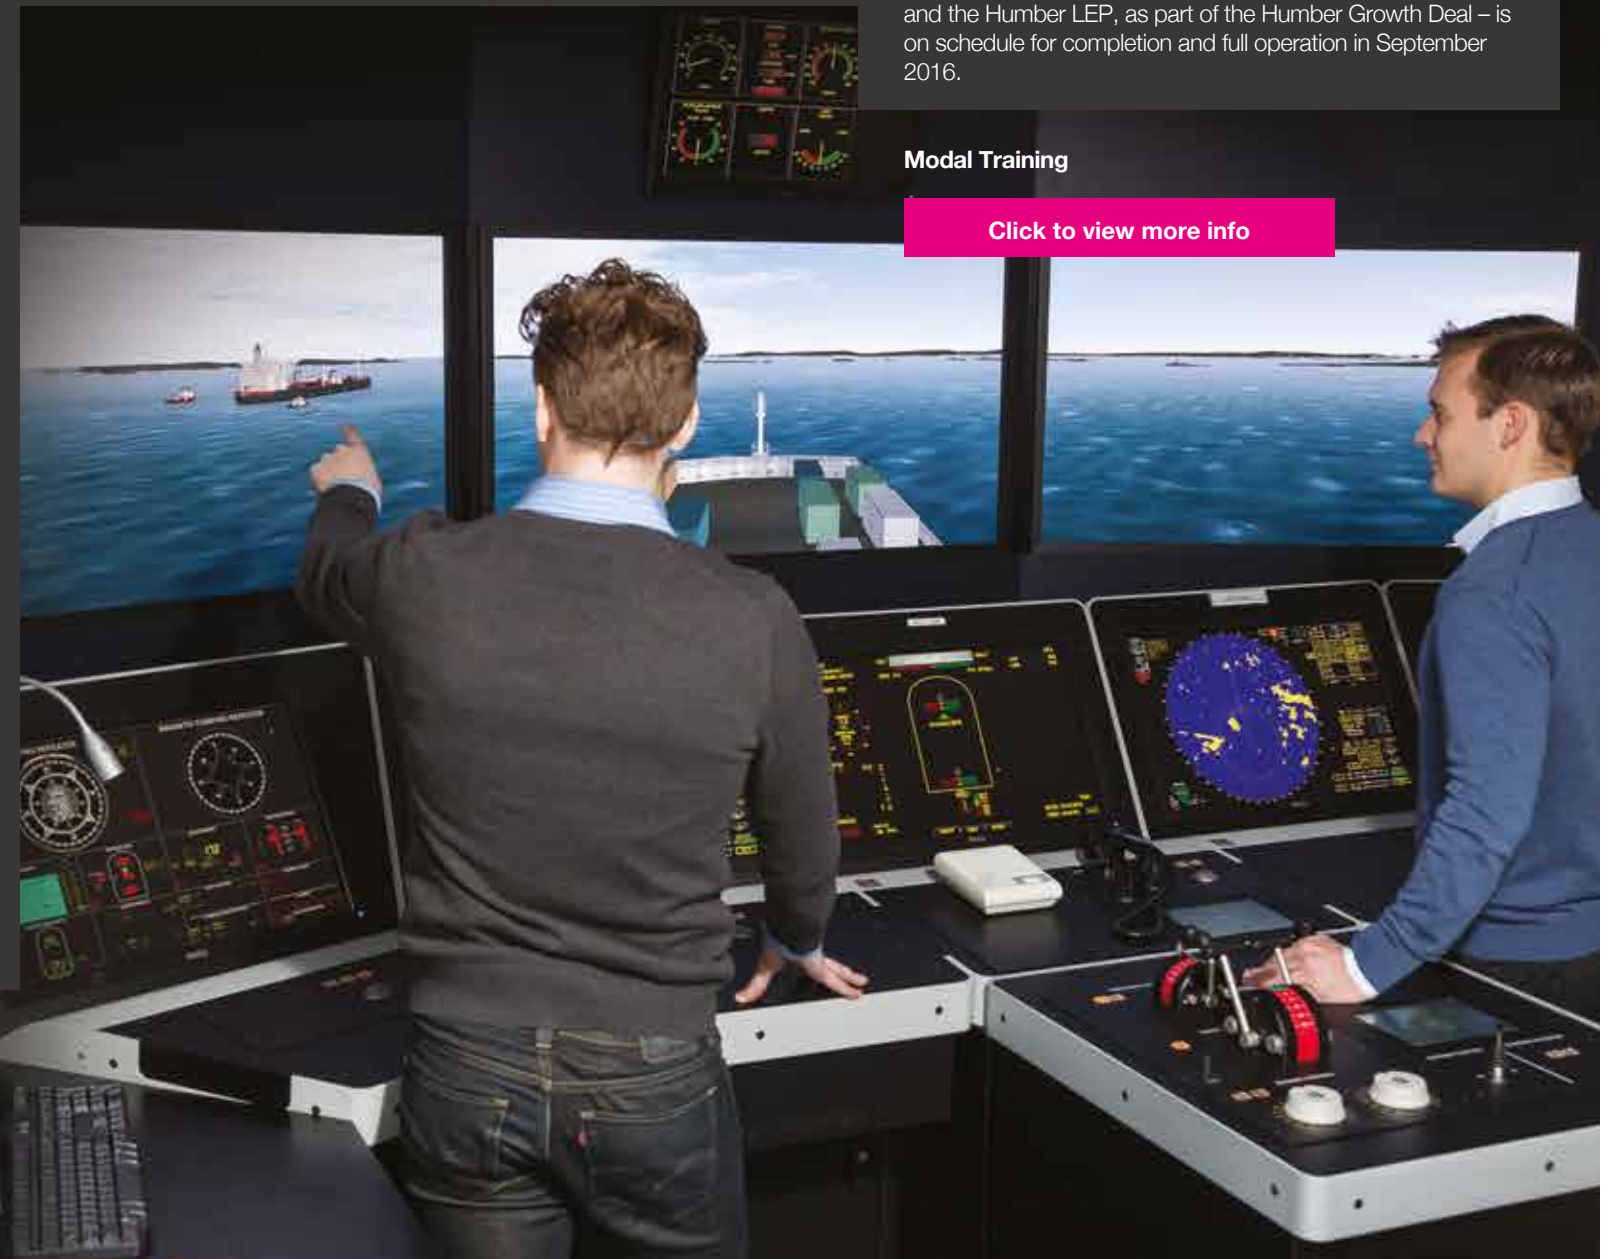 and the Humber LEP, as part of the Humber Growth Deal – is
on schedule for completion and full operation in September
2016.
Modal Training
Click to view more info